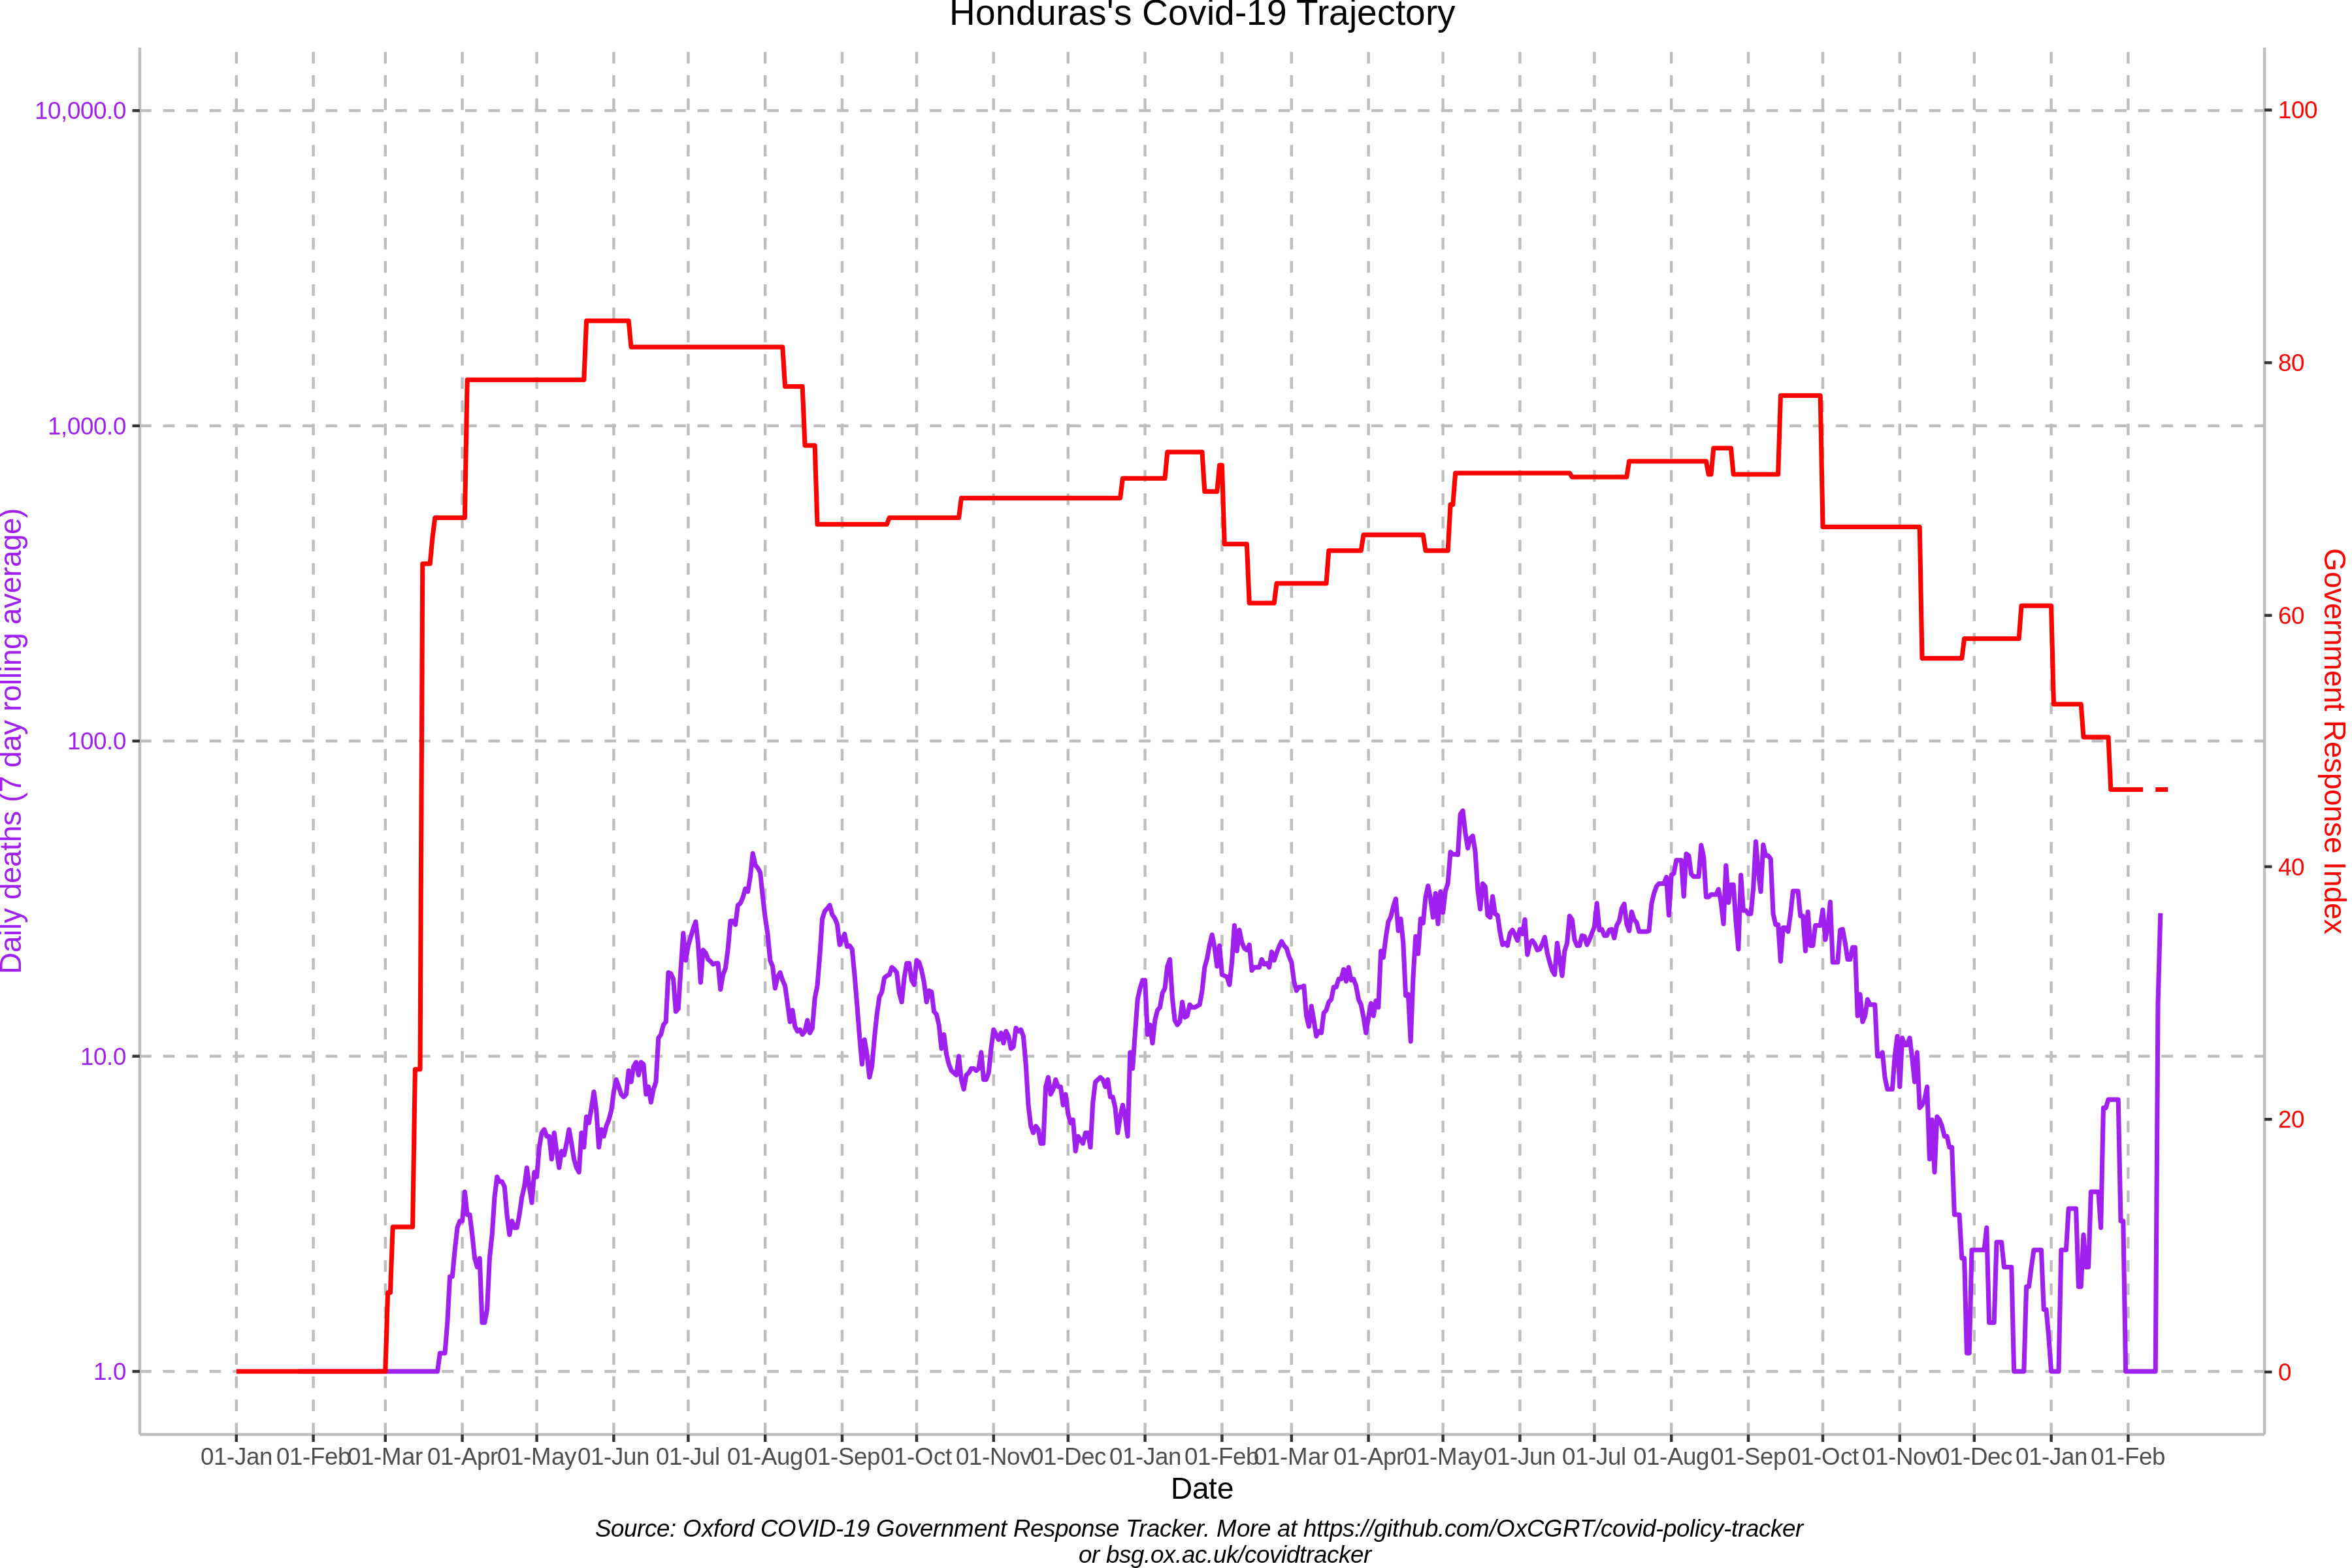 Honduras's Covid-19 Trajectory
10,000.0
1,000.0
100.0
10.0
1.0
Daily deaths (7 day rolling average)
100
80
60
40
20
0
Government Response Index
01-Jan 01-Feb 01-Mar 01-Apr 01-May 01-Jun 01-Jul 01-Aug 01-Sep 01-Oct 01-Nov 01-Dec 01-Jan 01-Feb 01-Mar 01-Apr 01-May 01-Jun 01-Jul 01-Aug 01-Sep 01-Oct 01-Nov 01-Dec 01-Jan 01-Feb
Date
Source: Oxford COVID-19 Government Response Tracker. More at https://github.com/OxCGRT/covid-policy-tracker
or bsg.ox.ac.uk/covidtracker